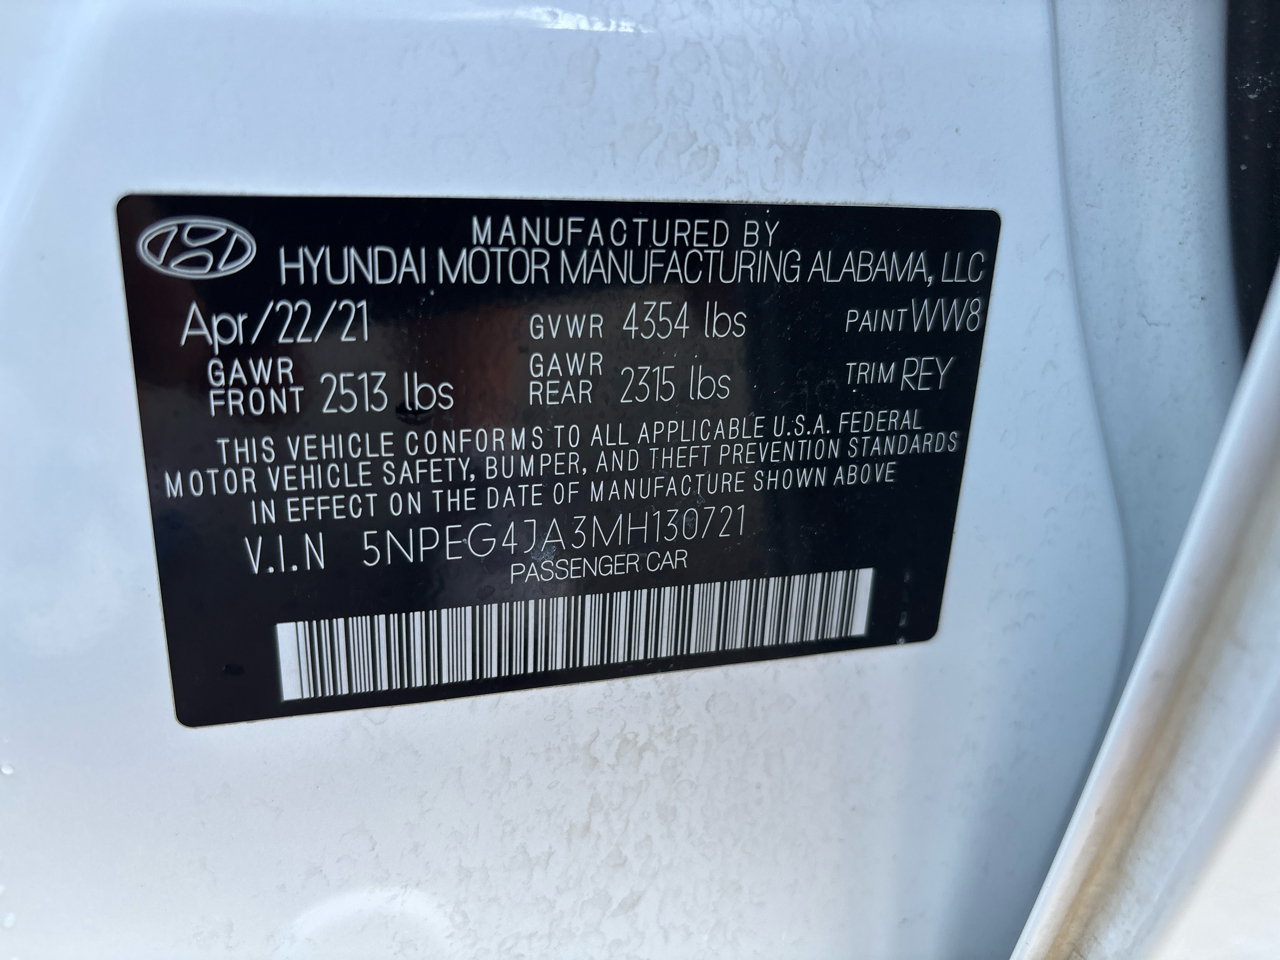 MANUFACTURED BY
HYUNDAI MOTOR MANUFACTURING ALABAMA, LLC
Apr/22/21 GVWR 4354 lbs PAINT WW8
GAWR FRONT 2513 lbs GAWR REAR 2315 lbs TRIM REY
THIS VEHICLE CONFORMS TO ALL APPLICABLE U.S.A. FEDERAL
MOTOR VEHICLE SAFETY, BUMPER, AND THEFT PREVENTION STANDARDS
IN EFFECT ON THE DATE OF MANUFACTURE SHOWN ABOVE
V.I.N 5NPEG4JA3MH130721
PASSENGER CAR